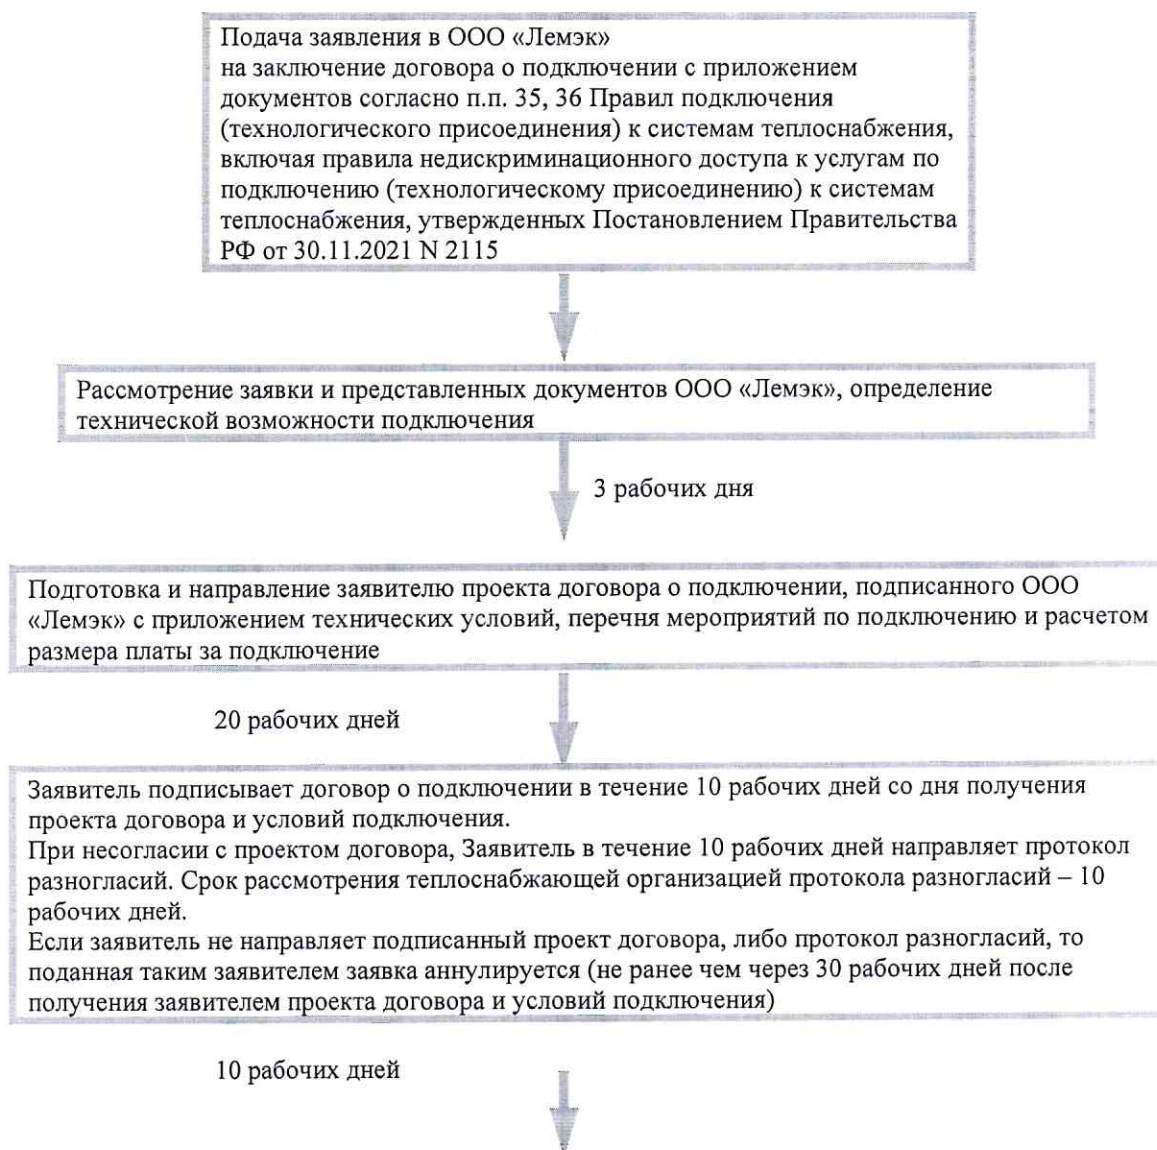 Подача заявления в ООО «Лемэк»
на заключение договора о подключении с приложением
документов согласно п.п. 35, 36 Правил подключения
(технологического присоединения) к системам теплоснабжения,
включая правила недискриминационного доступа к услугам по
подключению (технологическому присоединению) к системам
теплоснабжения, утвержденных Постановлением Правительства
РФ от 30.11.2021 N 2115
Рассмотрение заявки и представленных документов ООО «Лемэк», определение
технической возможности подключения
3 рабочих дня
Подготовка и направление заявителю проекта договора о подключении, подписанного ООО
«Лемэк» с приложением технических условий, перечня мероприятий по подключению и расчетом
размера платы за подключение
20 рабочих дней
Заявитель подписывает договор о подключении в течение 10 рабочих дней со дня получения
проекта договора и условий подключения.
При несогласии с проектом договора, Заявитель в течение 10 рабочих дней направляет протокол
разногласий. Срок рассмотрения теплоснабжающей организацией протокола разногласий – 10
рабочих дней.
Если заявитель не направляет подписанный проект договора, либо протокол разногласий, то
поданная таким заявителем заявка аннулируется (не ранее чем через 30 рабочих дней после
получения заявителем проекта договора и условий подключения)
10 рабочих дней